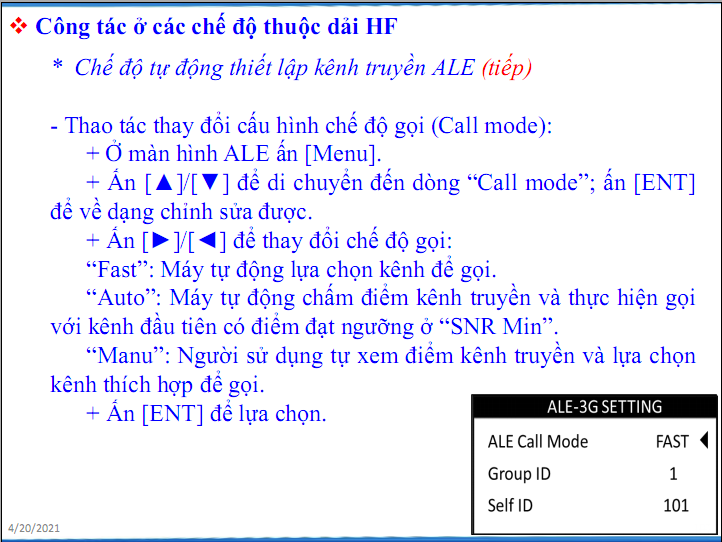 ❖ Công tác ở các chế độ thuộc dải HF
* Chế độ tự động thiết lập kênh truyền ALE (tiếp)
- Thao tác thay đổi cấu hình chế độ gọi (Call mode):
+ Ở màn hình ALE ấn [Menu].
+ Ấn [▲]/[▼] để di chuyển đến dòng “Call mode”; ấn [ENT]
để về dạng chỉnh sửa được.
+ Ấn [►]/[◄] để thay đổi chế độ gọi:
“Fast”: Máy tự động lựa chọn kênh để gọi.
“Auto”: Máy tự động chấm điểm kênh truyền và thực hiện gọi
với kênh đầu tiên có điểm đạt ngưỡng ở “SNR Min”.
“Manu”: Người sử dụng tự xem điểm kênh truyền và lựa chọn
kênh thích hợp để gọi.
+ Ấn [ENT] để lựa chọn.
ALE-3G SETTING
ALE Call Mode FAST ◄
Group ID 1
Self ID 101
4/20/2021